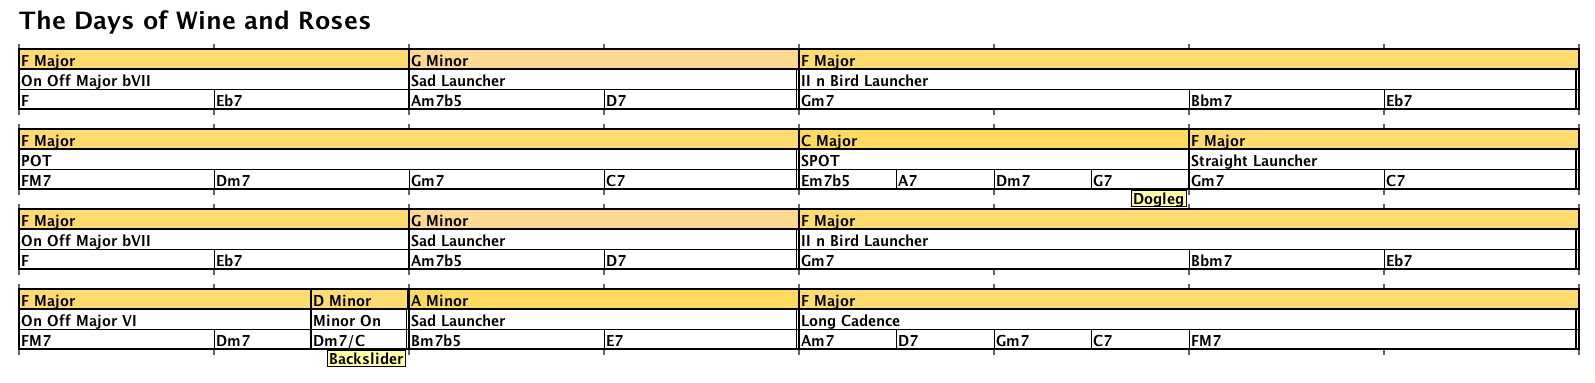 The Days of Wine and Roses
F Major G Minor F Major
On Off Major bVII Sad Launcher II n Bird Launcher
F Eb7 Am7b5 D7 Gm7 Bbm7 Eb7
F Major C Major F Major
POT SPOT Straight Launcher
FM7 Dm7 Gm7 C7 Em7b5 A7 Dm7 G7 Gm7 C7
Dogleg
F Major G Minor F Major
On Off Major bVII Sad Launcher II n Bird Launcher
F Eb7 Am7b5 D7 Gm7 Bbm7 Eb7
F Major D Minor A Minor F Major
On Off Major VI Minor On Sad Launcher Long Cadence
FM7 Dm7 Dm7/C Bm7b5 E7 Am7 D7 Gm7 C7 FM7
Backslider